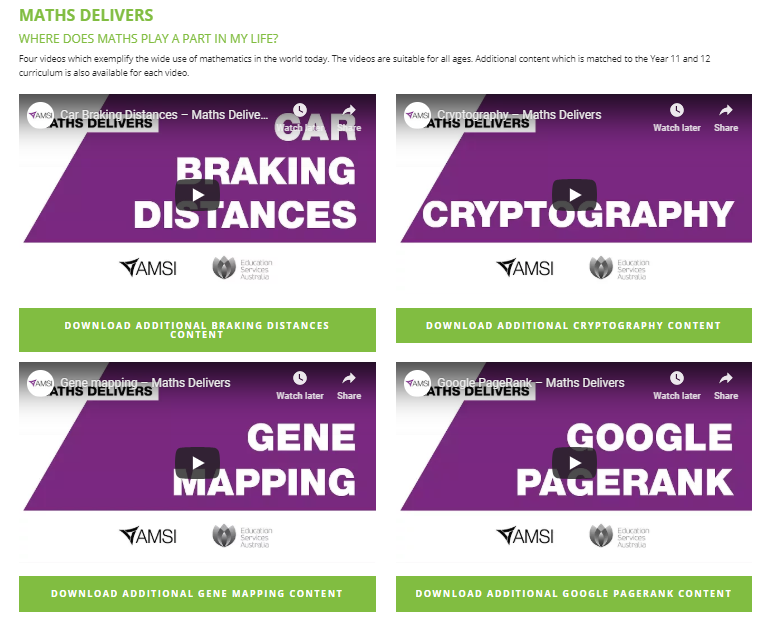 MATHS DELIVERS
WHERE DOES MATHS PLAY A PART IN MY LIFE?
Four videos which exemplify the wide use of mathematics in the world today. The videos are suitable for all ages. Additional content which is matched to the Year 11 and 12
curriculum is also available for each video.
AMSI
Car Braking Distances – Maths Delive...
Watch later
Share
ATHS DELIVERS
CAR
BRAKING
DISTANCES
AMSI
Education
Services
Australia
DOWNLOAD ADDITIONAL BRAKING DISTANCES
CONTENT
AMSI
Cryptography – Maths Delivers
Watch later
Share
ATHS DELIVERS
CRYPTOGRAPHY
AMSI
Education
Services
Australia
DOWNLOAD ADDITIONAL CRYPTOGRAPHY CONTENT
AMSI
Gene mapping – Maths Delivers
Watch later
Share
ATHS DELIVERS
GENE
MAPPING
AMSI
Education
Services
Australia
DOWNLOAD ADDITIONAL GENE MAPPING CONTENT
AMSI
Google PageRank – Maths Delivers
Watch later
Share
ATHS DELIVERS
GOOGLE
PAGERANK
AMSI
Education
Services
Australia
DOWNLOAD ADDITIONAL GOOGLE PAGERANK CONTENT